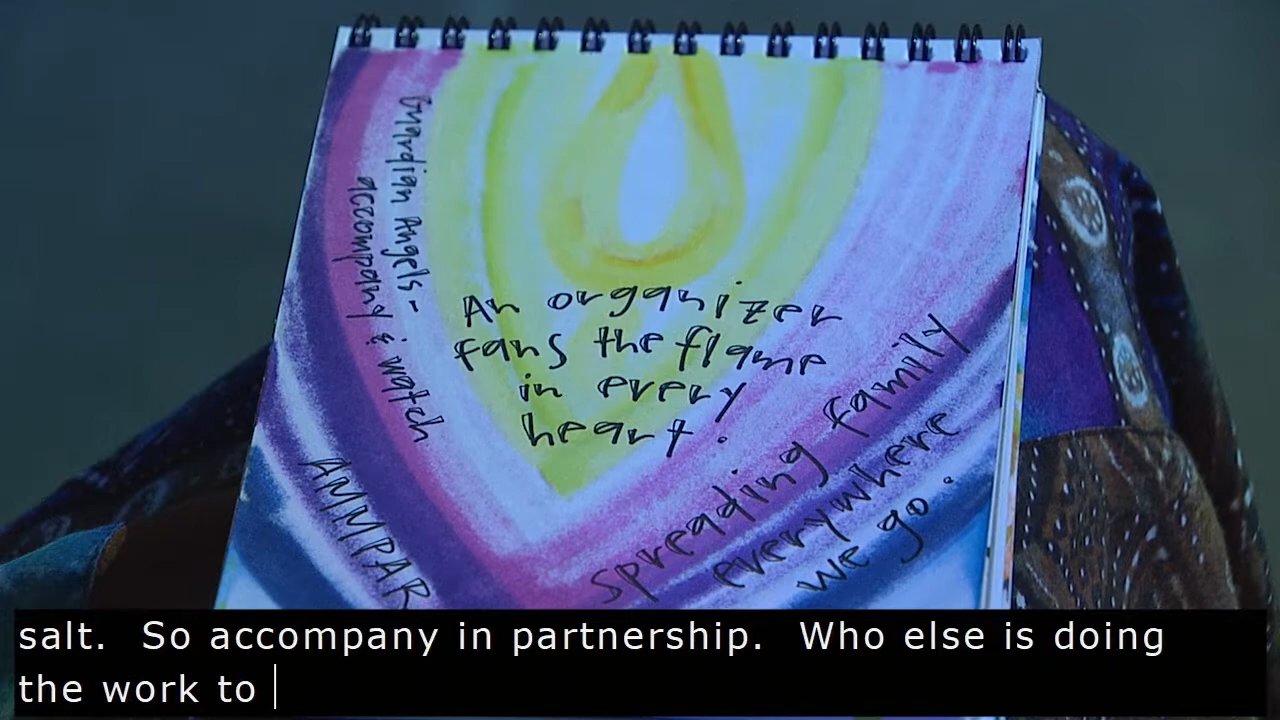 Guardian Angels -
accompany & watch
An organizer
fans the flame
in every
heart.
AMMPAR
Spreading family
everywhere
we go.
salt.  So accompany in partnership.  Who else is doing
the work to